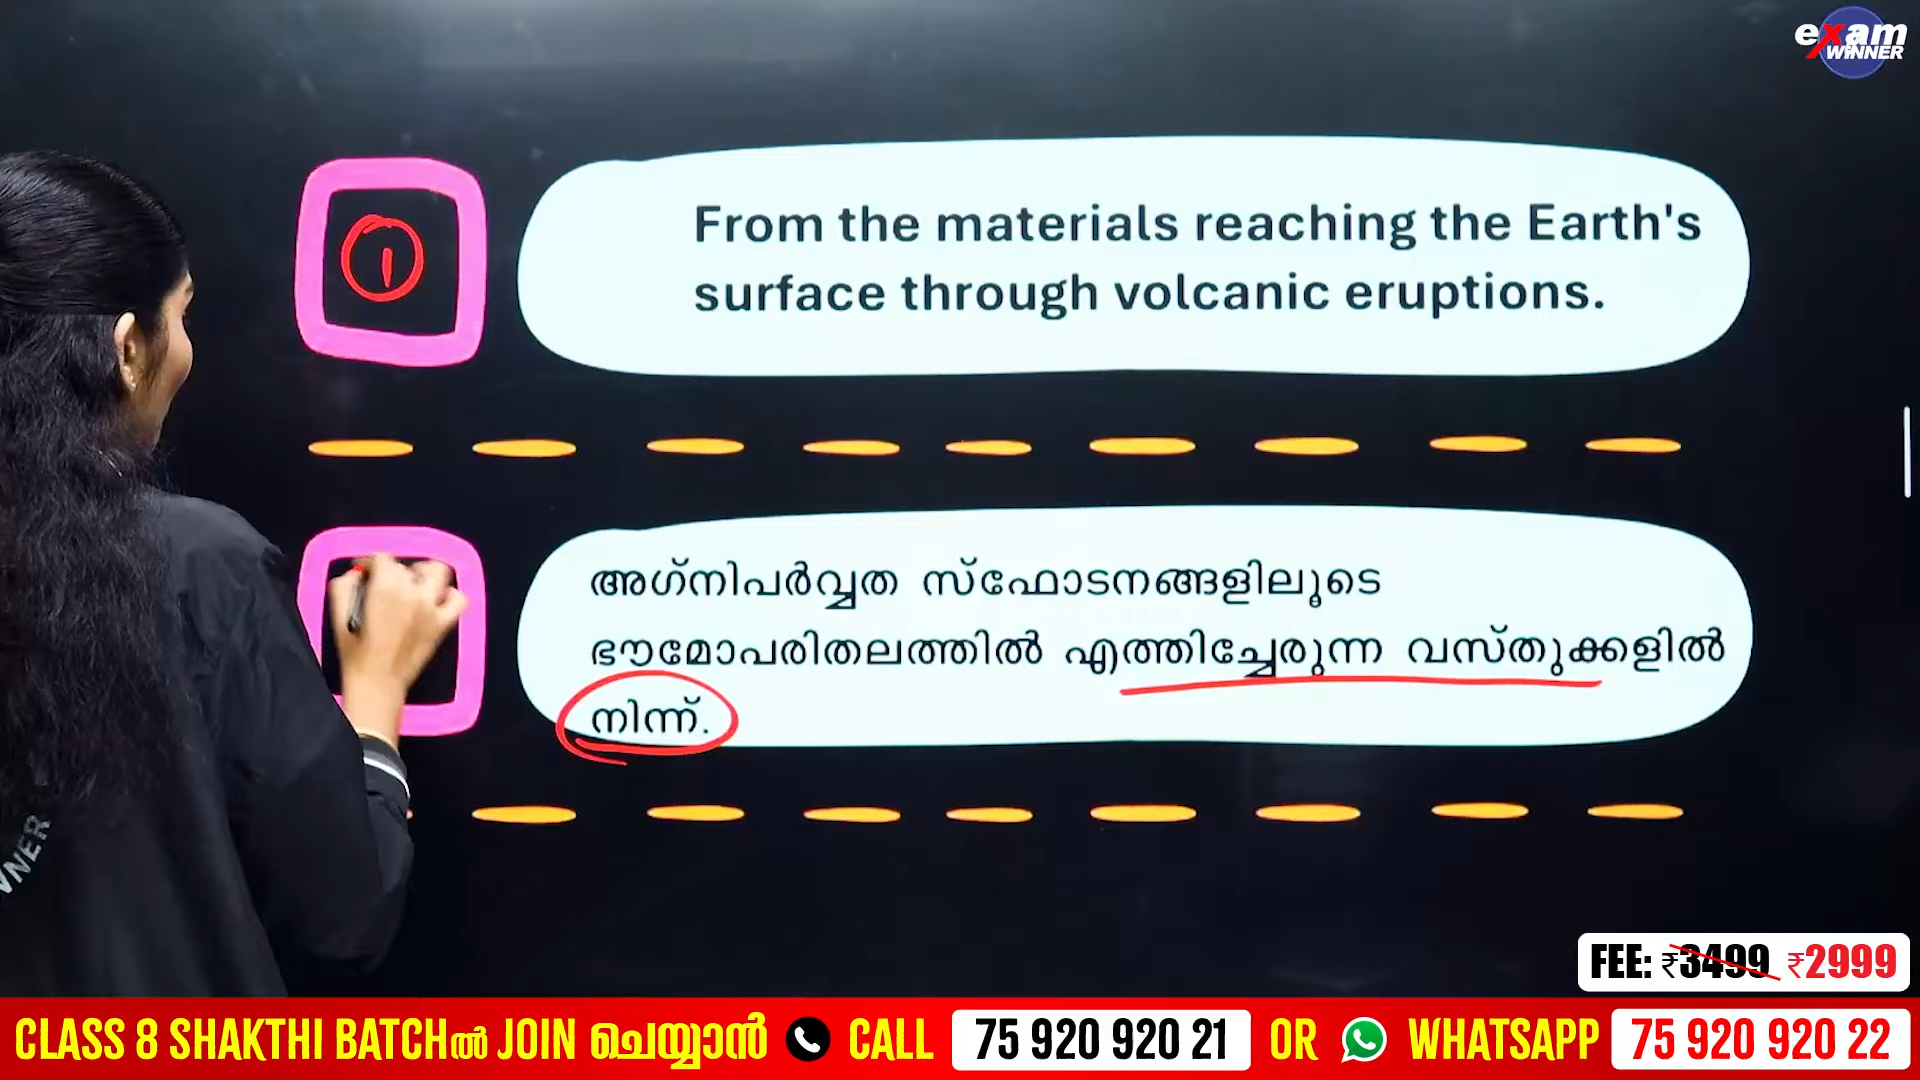 exam
WINNER
1
From the materials reaching the Earth's
surface through volcanic eruptions.
അഗ്നിപർവ്വത സ്ഫോടനങ്ങളിലൂടെ
ഭൗമോപരിതലത്തിൽ എത്തിച്ചേരുന്ന വസ്തുക്കളിൽ
നിന്ന്.
WNER
FEE: ₹3499 ₹2999
CLASS 8 SHAKTHI BATCHൽ JOIN ചെയ്യാൻ CALL 75 920 920 21 OR WHATSAPP 75 920 920 22